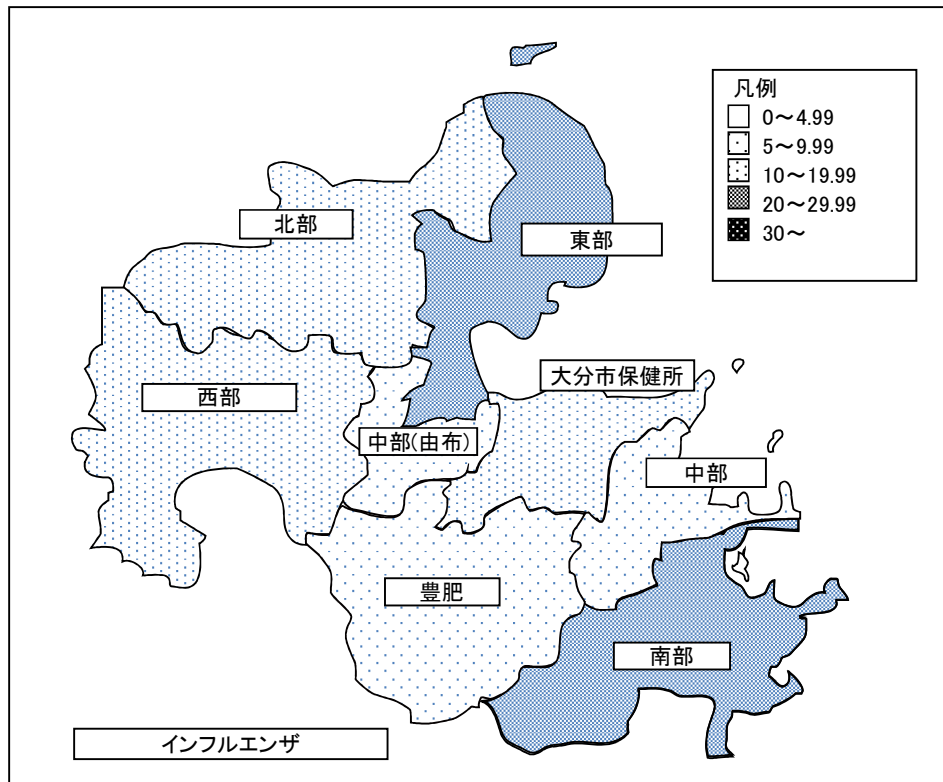 凡例
0～4.99
5～9.99
10～19.99
20～29.99
30～
北部
東部
大分市保健所
西部
中部(由布)
中部
豊肥
南部
インフルエンザ